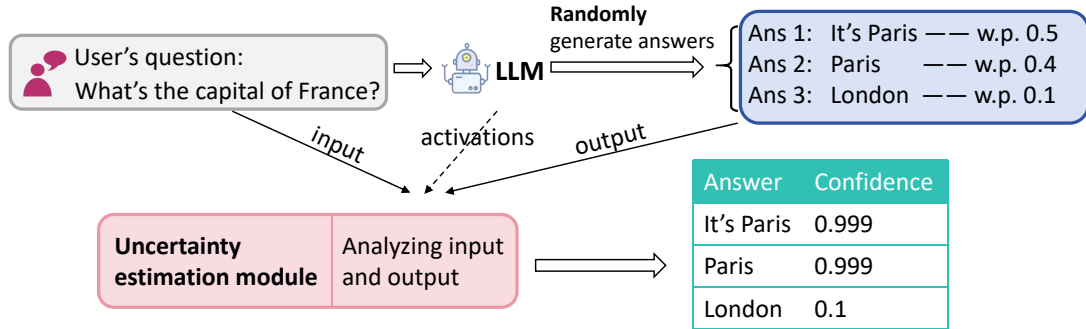 User's question:
What's the capital of France?
LLM
Randomly
generate answers
Ans 1: It's Paris —— w.p. 0.5
Ans 2: Paris —— w.p. 0.4
Ans 3: London —— w.p. 0.1
input
activations
output
Uncertainty
estimation module
Analyzing input
and output
Answer Confidence
It's Paris 0.999
Paris 0.999
London 0.1